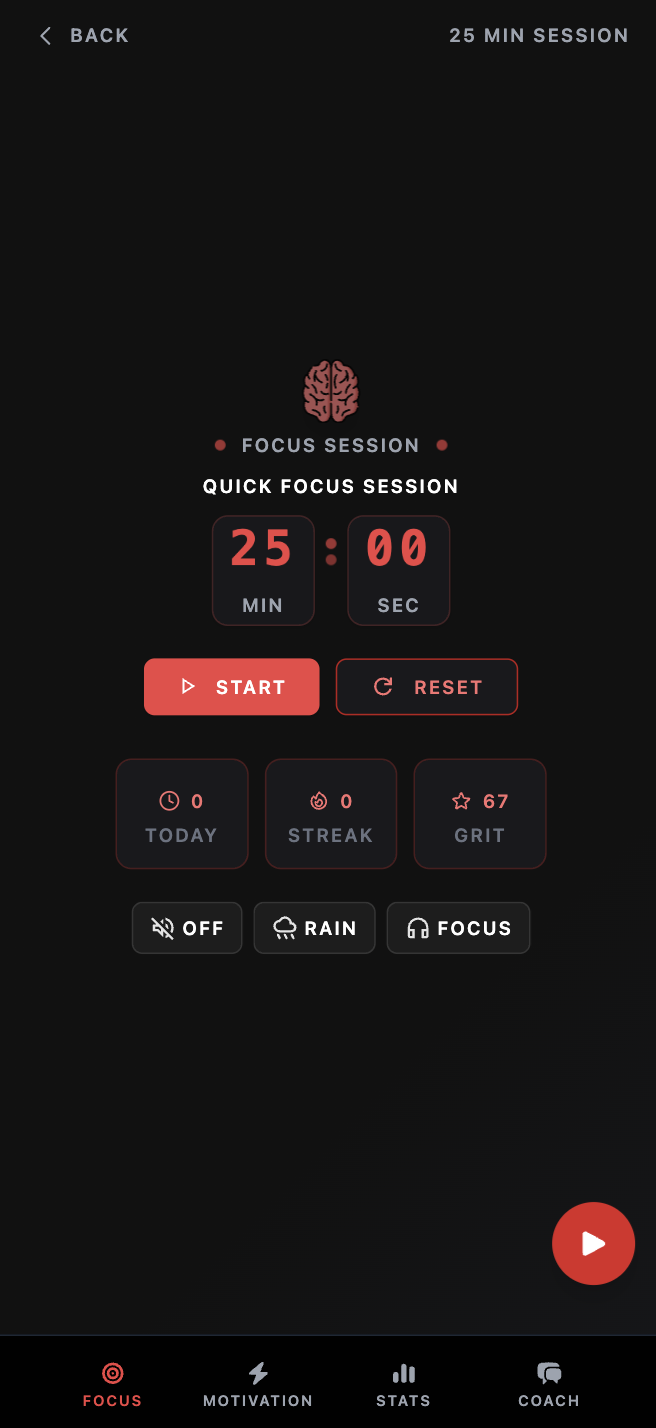 BACK
25 MIN SESSION
FOCUS SESSION
QUICK FOCUS SESSION
25 : 00
MIN SEC
START RESET
0 0 67
TODAY STREAK GRIT
OFF RAIN FOCUS
FOCUS MOTIVATION STATS COACH